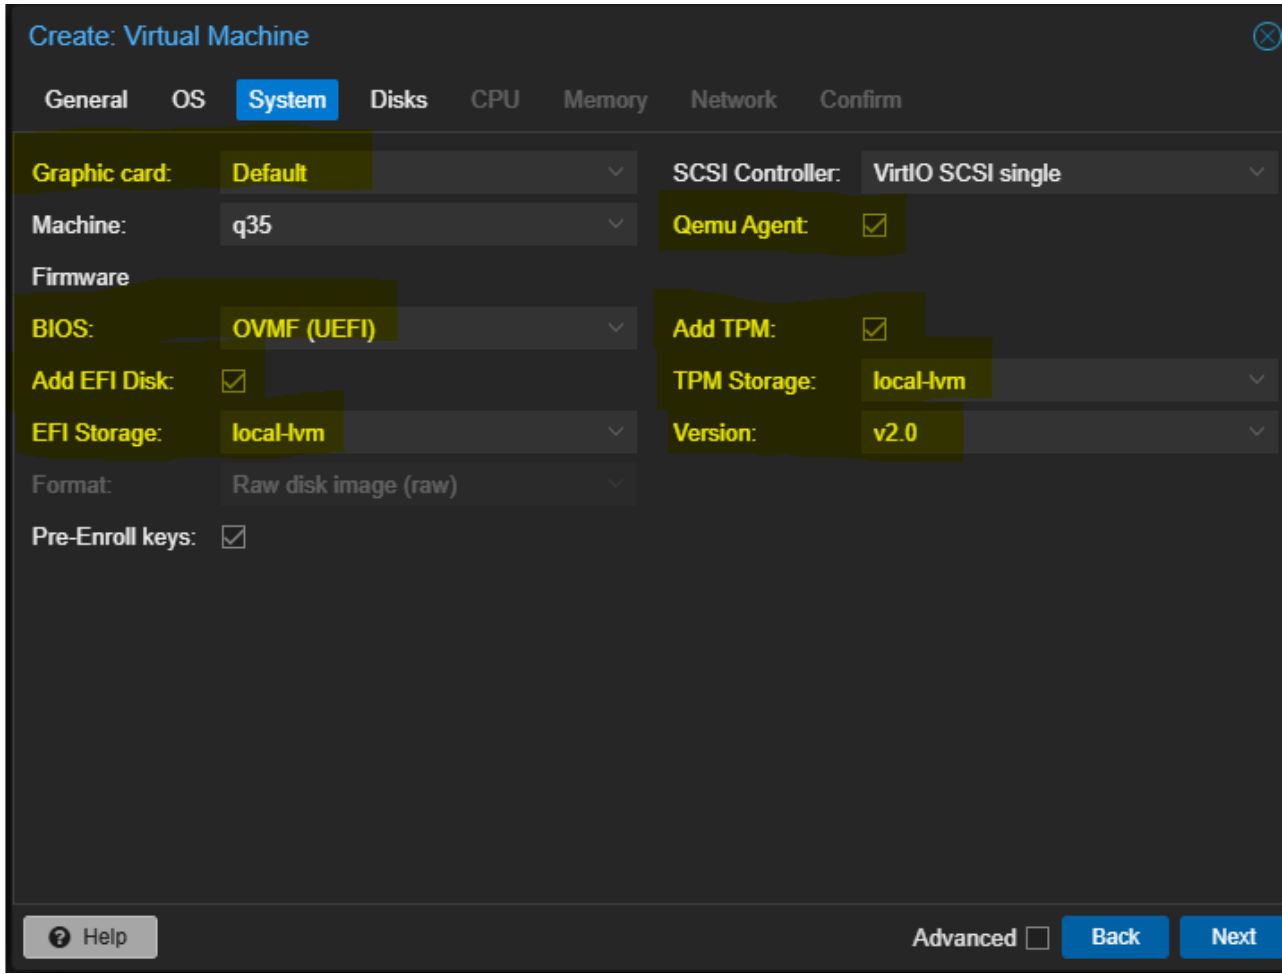 Create: Virtual Machine
General OS System Disks CPU Memory Network Confirm
Graphic card: Default SCSI Controller: VirtIO SCSI single
Machine: q35 Qemu Agent:
Firmware
BIOS: OVMF (UEFI) Add TPM:
Add EFI Disk: TPM Storage: local-lvm
EFI Storage: local-lvm Version: v2.0
Format: Raw disk image (raw)
Pre-Enroll keys:
? Help Advanced Back Next